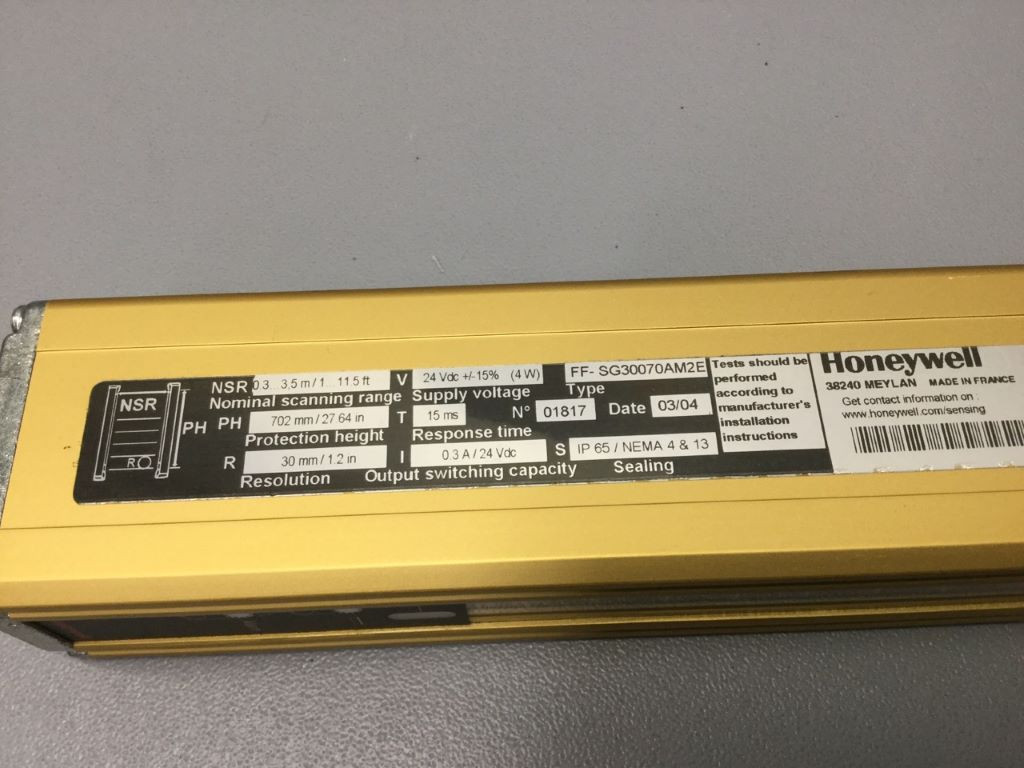 NSR
PH
R
NSR 0.3...3.5 m / 1...11.5 ft
Nominal scanning range
PH 702 mm / 27.64 in
Protection height
R 30 mm / 1.2 in
Resolution
V 24 Vdc +/-15% (4 W)
Supply voltage
T 15 ms
Response time
I 0.3 A / 24 Vdc
Output switching capacity
FF- SG30070AM2E
Type
N° 01817 Date 03/04
S IP 65 / NEMA 4 & 13
Sealing
Tests should be
performed
according to
manufacturer's
installation
instructions
Honeywell
38240 MEYLAN MADE IN FRANCE
Get contact information on :
www.honeywell.com/sensing